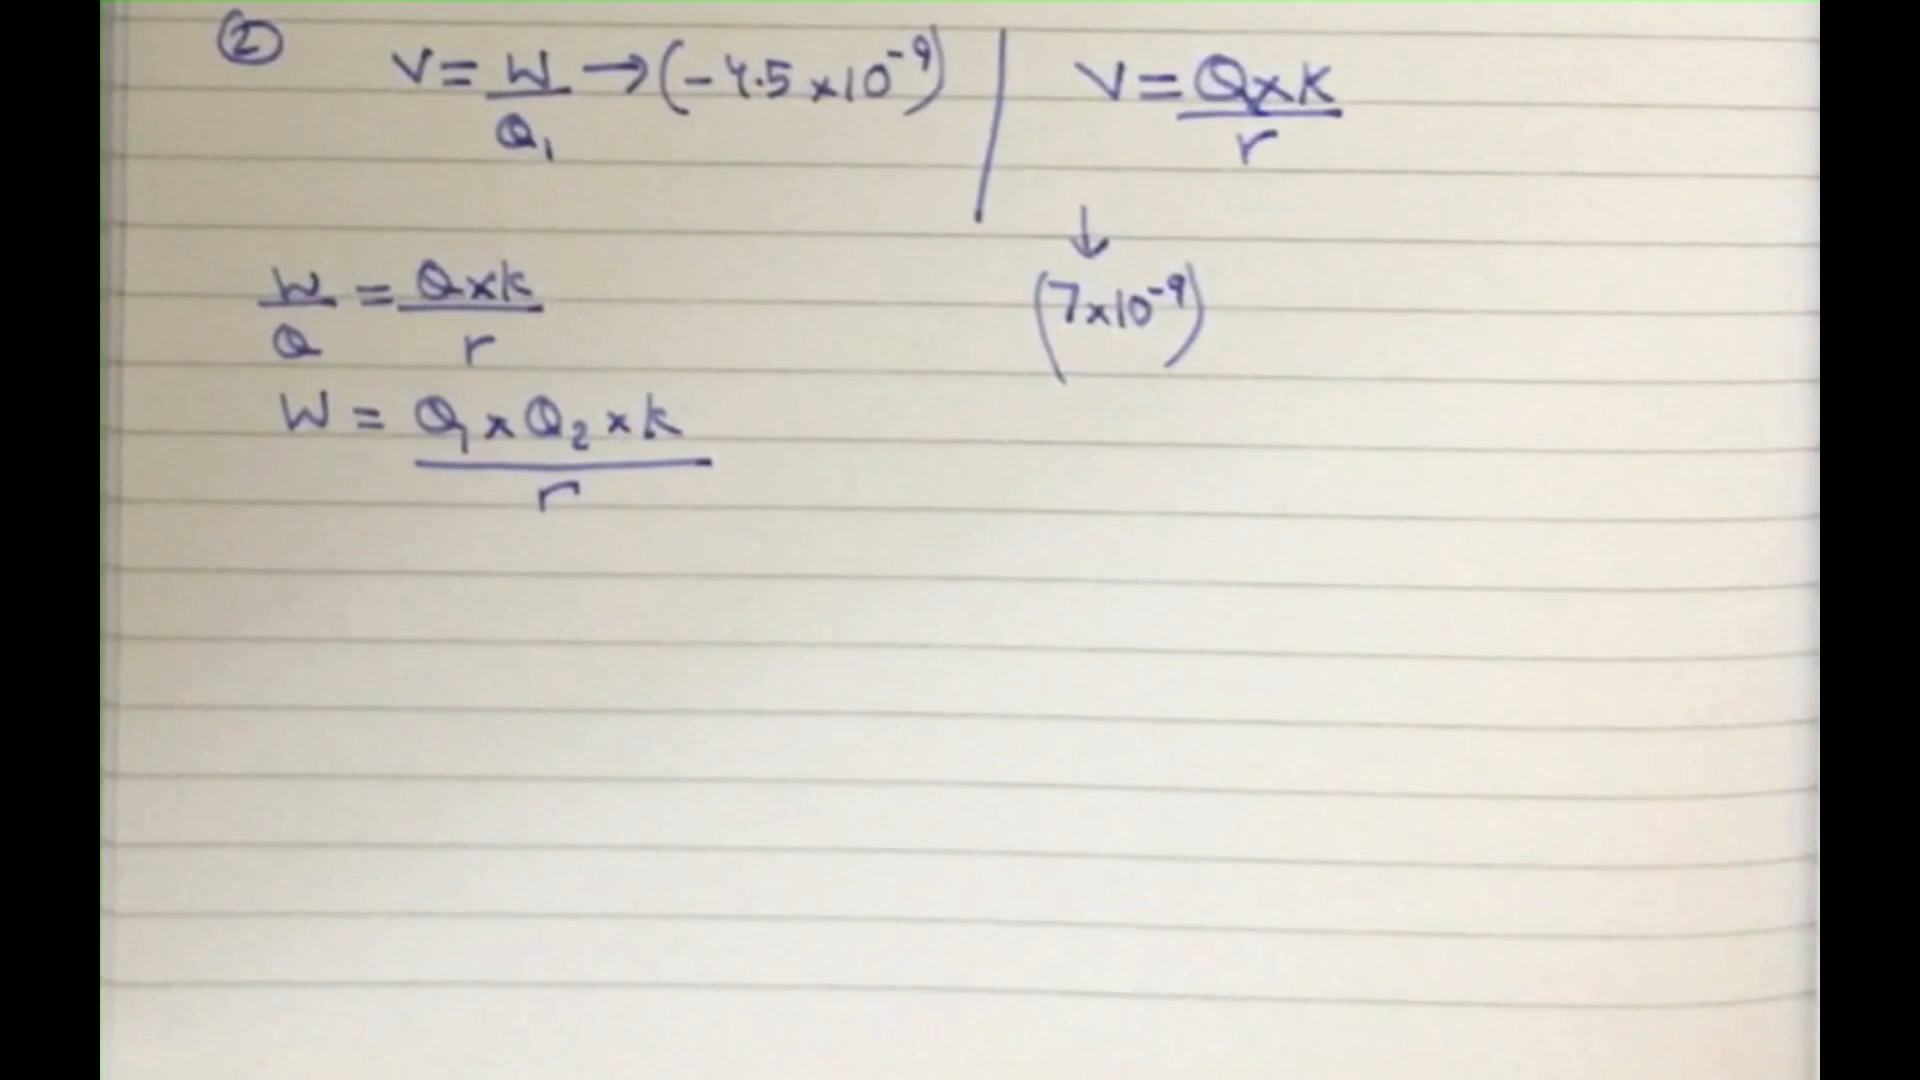 ② V = W/Q₁ → (-4.5 × 10⁻⁹) | V = Q × K/r
↓
(7 × 10⁻⁹)
W/Q = Q × k/r
W = Q₁ × Q₂ × k/r